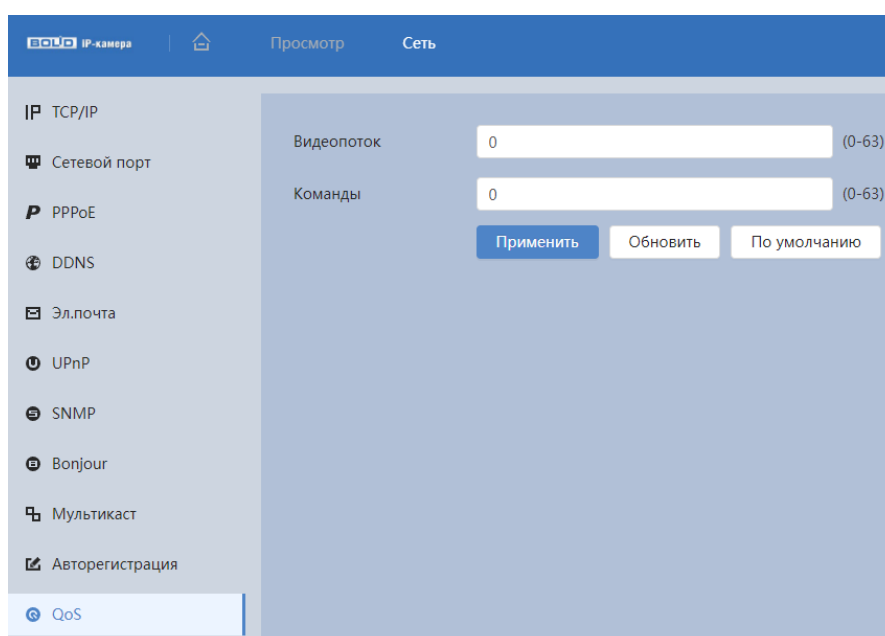 BOLID IP-камера Просмотр Сеть
TCP/IP
Сетевой порт
PPPoE
DDNS
Эл.почта
UPnP
SNMP
Bonjour
Мультикаст
Авторегистрация
QoS
Видеопоток 0 (0-63)
Команды 0 (0-63)
Применить Обновить По умолчанию